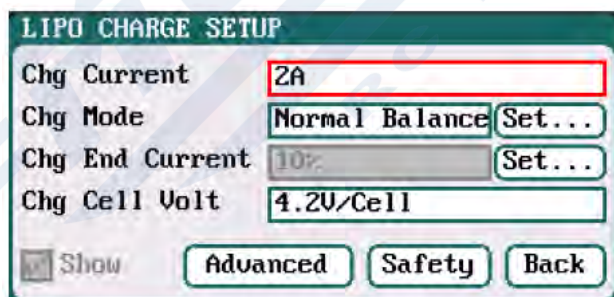 LIPO CHARGE SETUP
Chg Current 2A
Chg Mode Normal Balance Set...
Chg End Current 10% Set...
Chg Cell Volt 4.2V/Cell
Show Advanced Safety Back